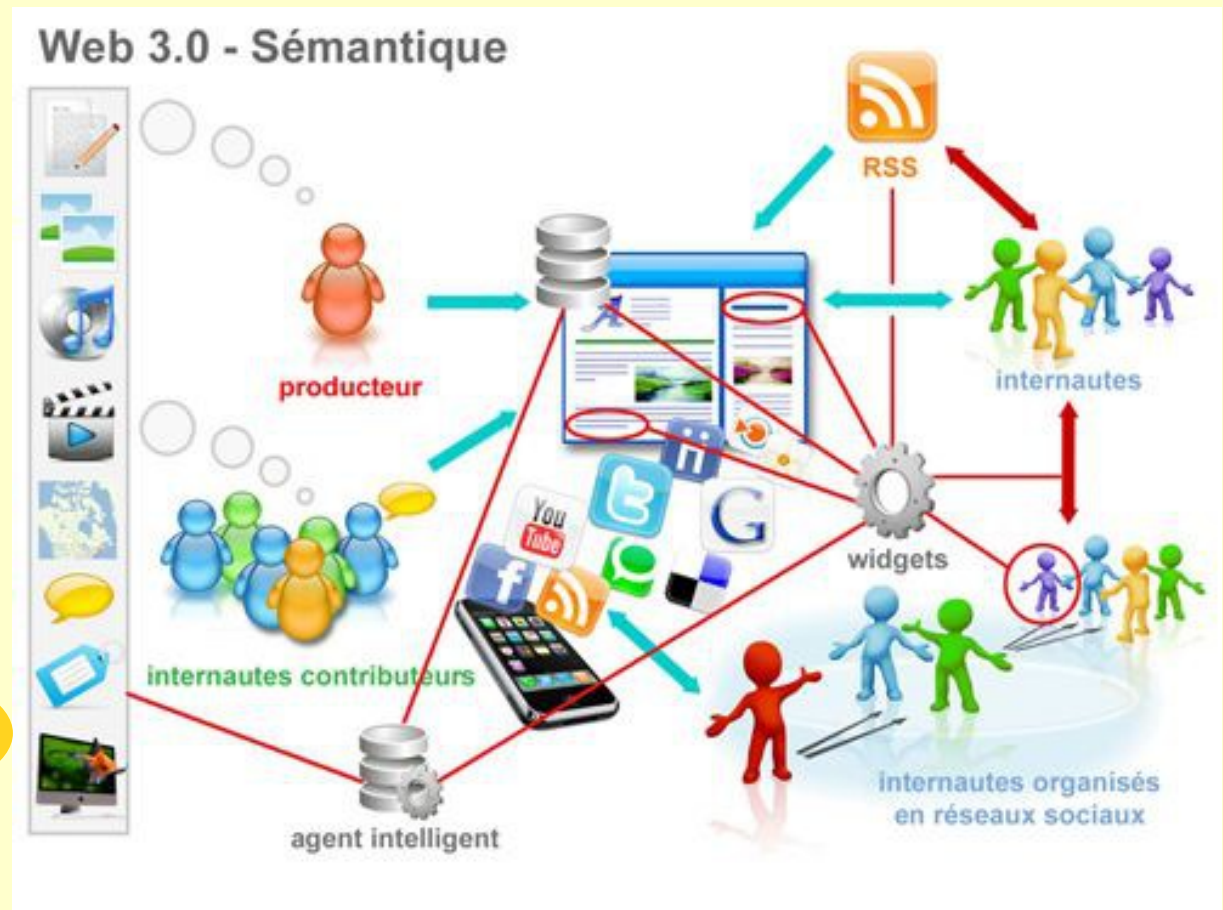 Web 3.0 - Sémantique
RSS
producteur
internautes
You
Tube
t
G
f
widgets
internautes contributeurs
internautes organisés
en réseaux sociaux
agent intelligent